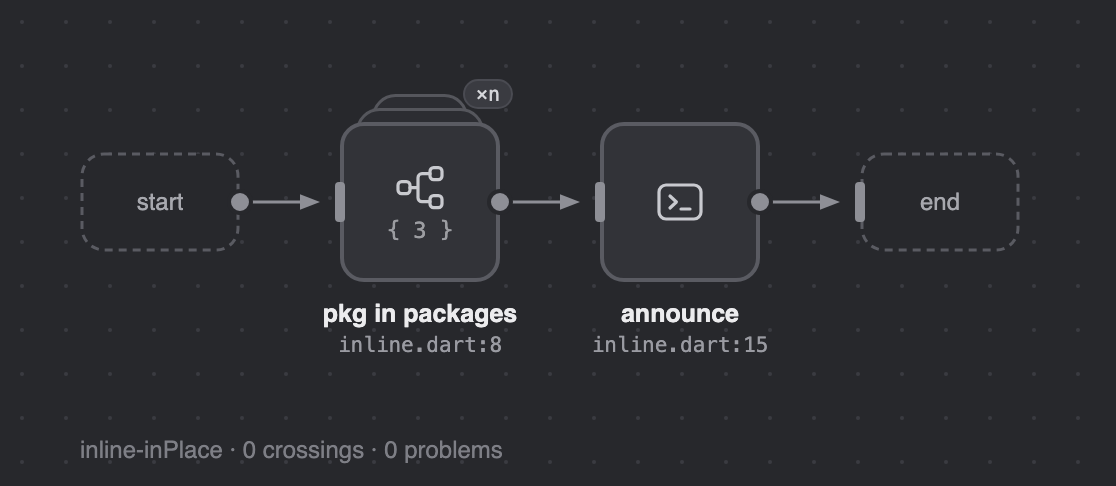 ×n
start
{ 3 }
end
pkg in packages
inline.dart:8
announce
inline.dart:15
inline-inPlace · 0 crossings · 0 problems